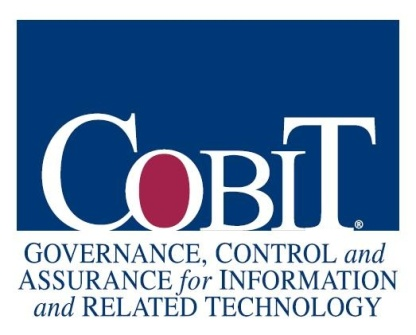 COBIT®
GOVERNANCE, CONTROL and
ASSURANCE for INFORMATION
and RELATED TECHNOLOGY